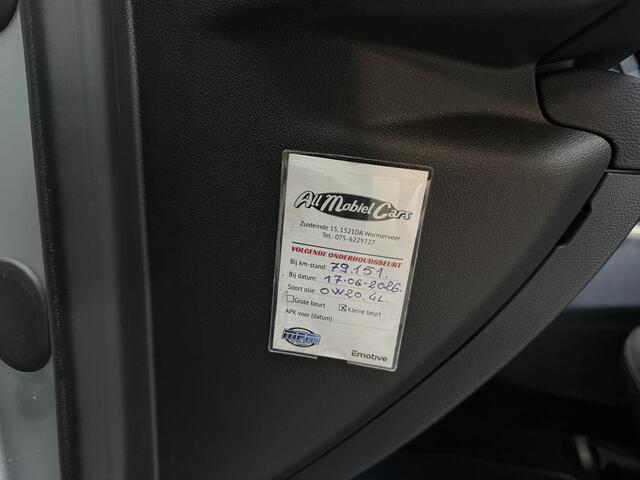 All Mobiel Cars
Zuideinde 15, 1521DA Wormerveer
Tel.: 075-6229727
VOLGENDE ONDERHOUDSBEURT
Bij km-stand: 79.151.
Bij datum: 17-06-2026.
Soort olie: 0W20. 4L.
Grote beurt Kleine beurt
APK voor (datum):
Emotive